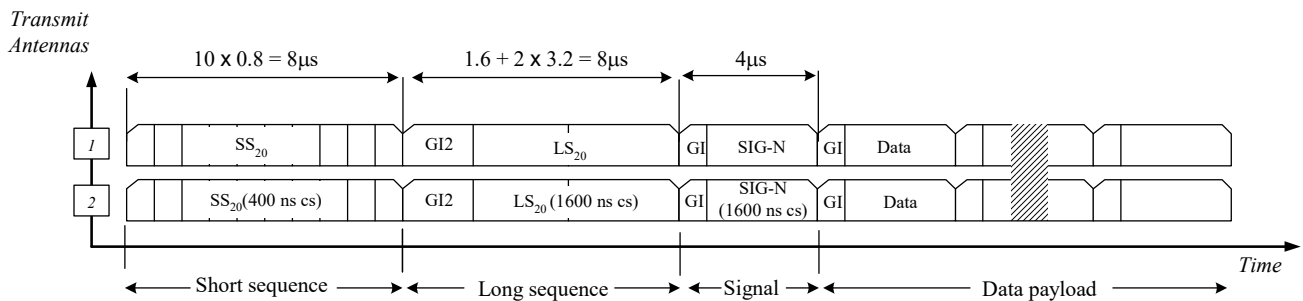 Transmit
Antennas
10 x 0.8 = 8µs
1.6 + 2 x 3.2 = 8µs
4µs
1
SS20
GI2
LS20
GI
SIG-N
GI
Data
2
SS20(400 ns cs)
GI2
LS20 (1600 ns cs)
GI
SIG-N
(1600 ns cs)
GI
Data
Time
Short sequence
Long sequence
Signal
Data payload